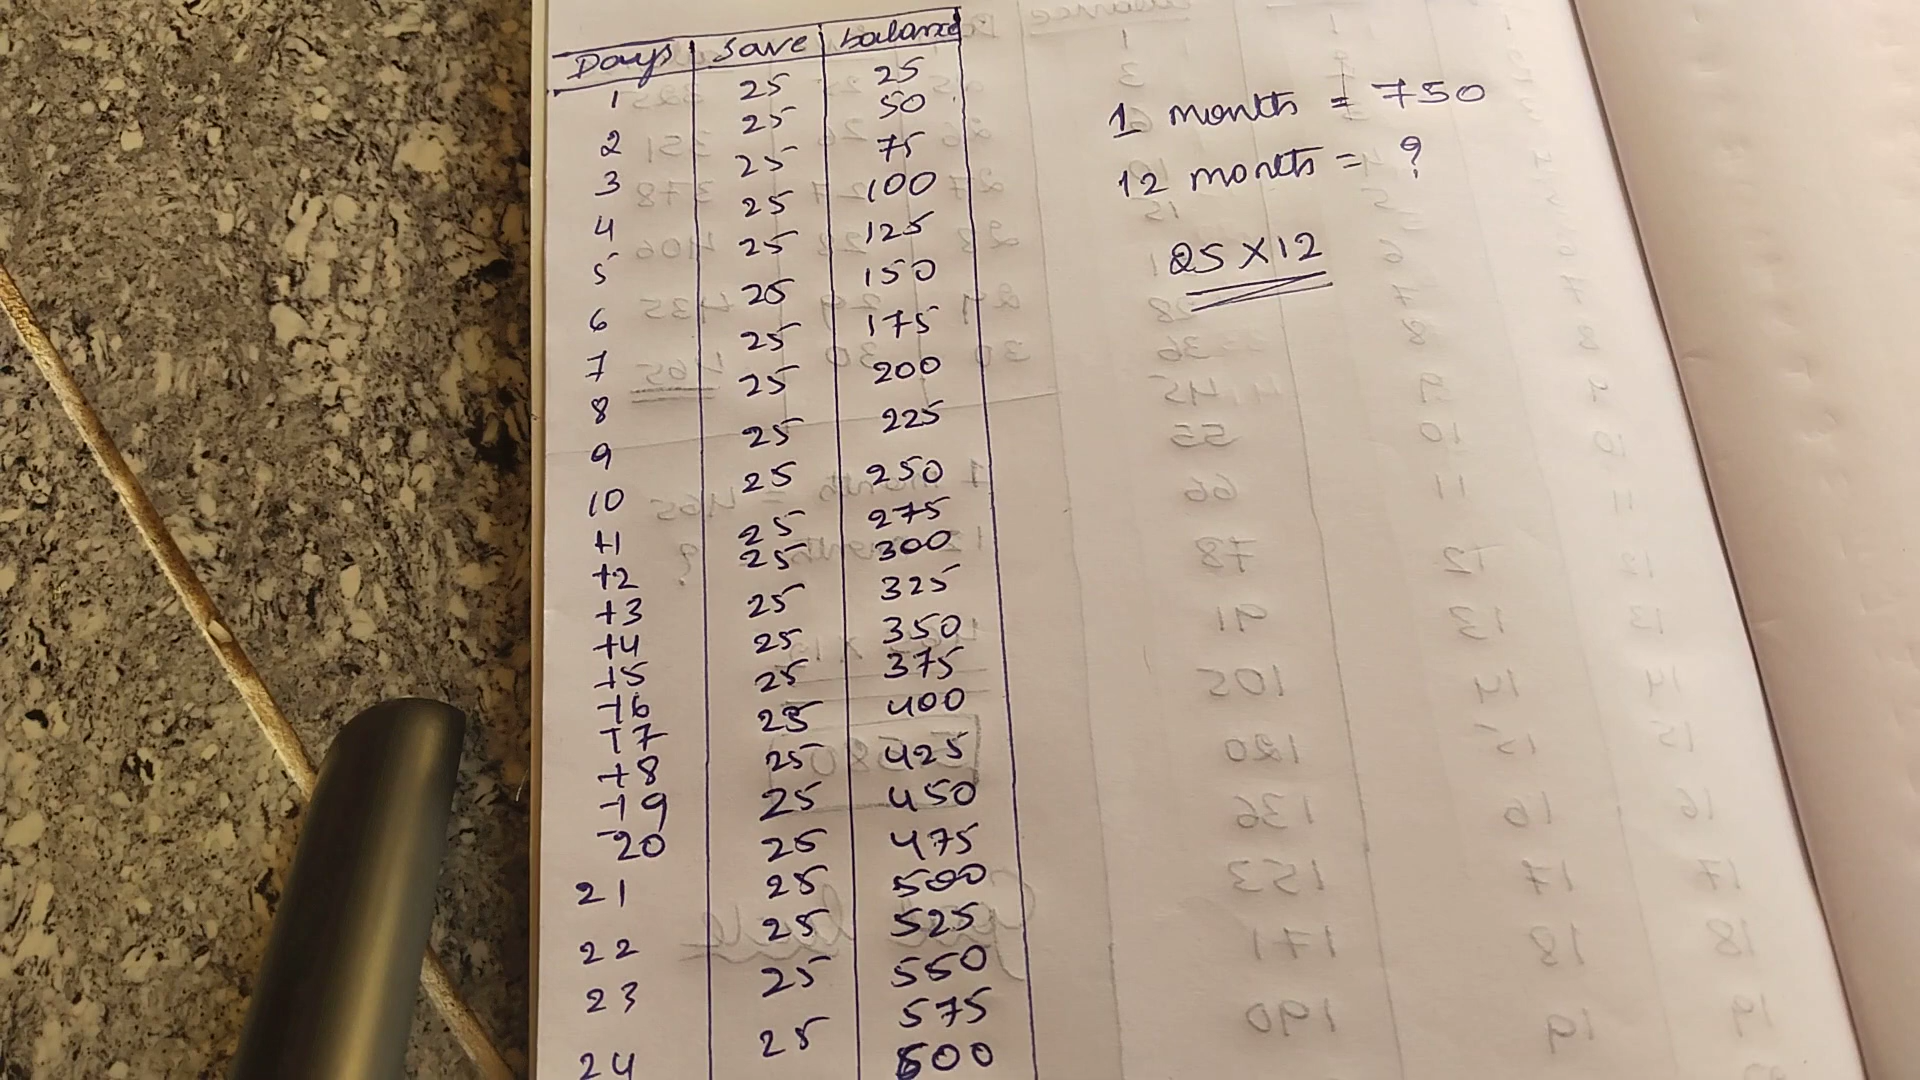 Days save balance
1 25 25
2 25 50
3 25 75
4 25 100
5 25 125
6 25 150
7 25 175
8 25 200
9 25 225
10 25 250
11 25 275
12 25 300
13 25 325
14 25 350
15 25 375
16 25 400
17 25 425
18 25 450
19 25 475
20 25 500
21 25 525
22 25 550
23 25 575
24 600
1 month = 750
12 month = ?
25 X 12